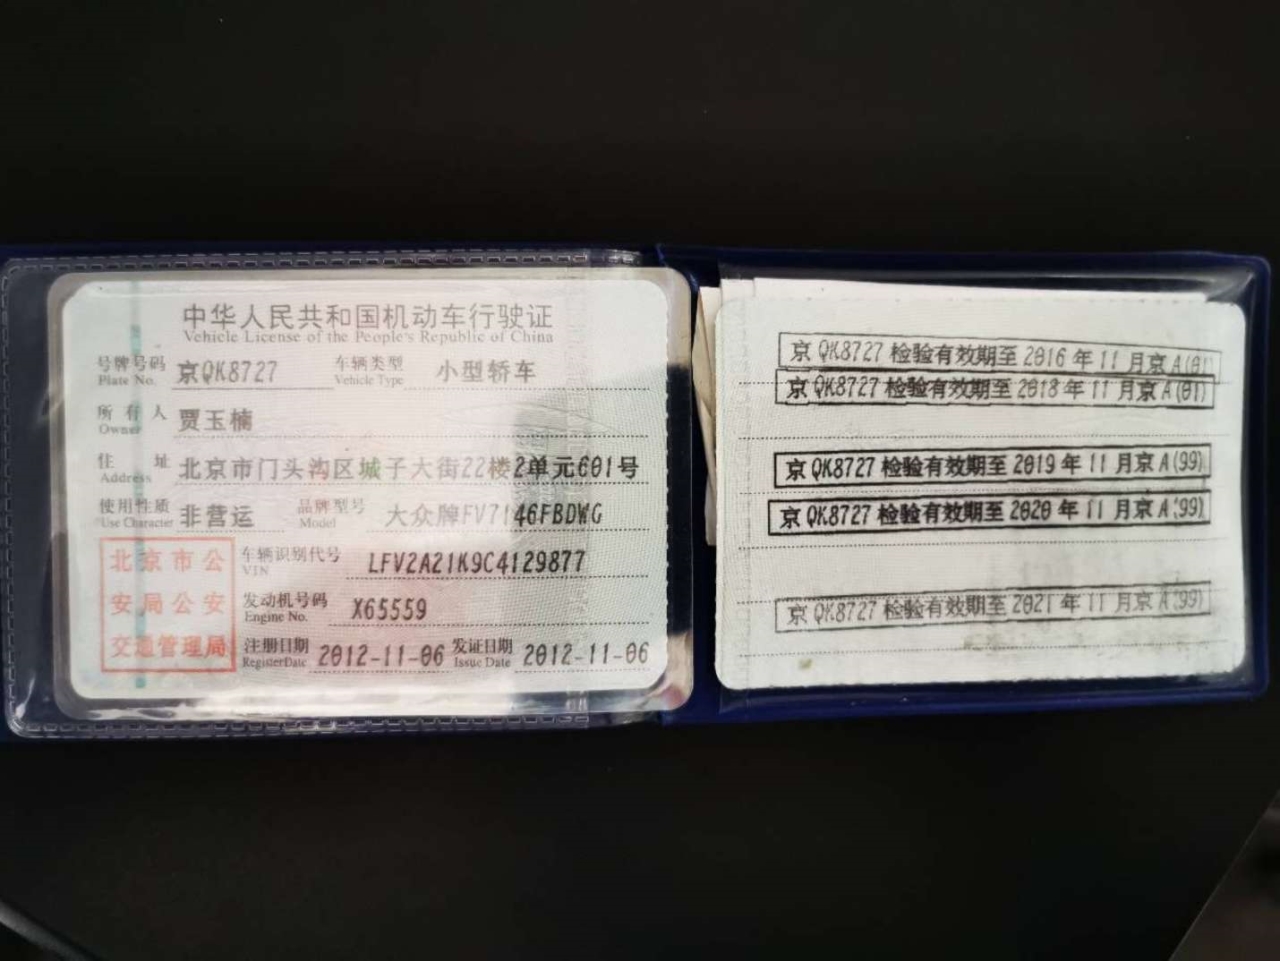 中华人民共和国机动车行驶证
Vehicle License of the People's Republic of China
号牌号码 京QK8727 车辆类型 小型轿车
Plate No. Vehicle Type
所有人 贾玉楠
Owner
住址 北京市门头沟区城子大街22楼2单元601号
Address
使用性质 非营运 品牌型号 大众牌FV7146FBDWG
Use Character Model
北京市公安局公安交通管理局
车辆识别代号 LFV2A21K9C4129877
VIN
发动机号码 X65559
Engine No.
注册日期 2012-11-06 发证日期 2012-11-06
Register Date Issue Date
京QK8727检验有效期至2016年11月京A(01)
京QK8727检验有效期至2018年11月京A(01)
京QK8727检验有效期至2019年11月京A(99)
京QK8727检验有效期至2020年11月京A(99)
京QK8727检验有效期至2021年11月京A(99)